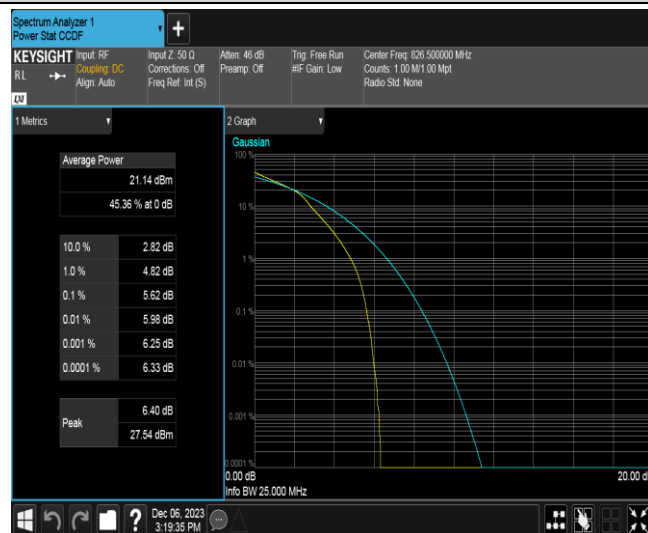 Spectrum Analyzer 1
Power Stat CCDF
+
KEYSIGHT
RL
LXI
Input: RF
Coupling: DC
Align: Auto
Input Z: 50 Ω
Corrections: Off
Freq Ref: Int (S)
Atten: 46 dB
Preamp: Off
Trig: Free Run
#IF Gain: Low
Center Freq: 826.500000 MHz
Counts: 1.00 M/1.00 Mpt
Radio Std: None
1 Metrics
Average Power
21.14 dBm
45.36 % at 0 dB
10.0 % 2.82 dB
1.0 % 4.82 dB
0.1 % 5.62 dB
0.01 % 5.98 dB
0.001 % 6.25 dB
0.0001 % 6.33 dB
Peak
6.40 dB
27.54 dBm
2 Graph
Gaussian
100 %
10 %
1 %
0.1 %
0.01 %
0.001 %
0.0001 %
0.00 dB
20.00 d
Info BW 25.000 MHz
?
Dec 06, 2023
3:19:35 PM